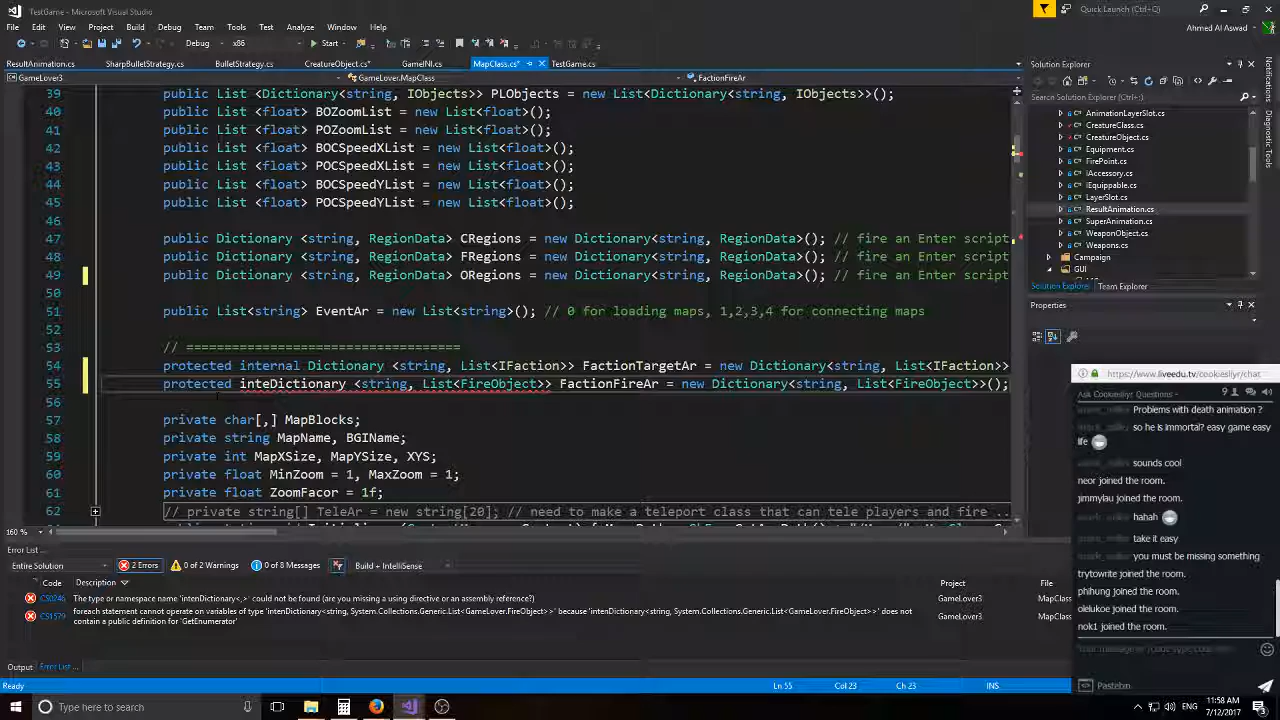 TestGame - Microsoft Visual Studio
Quick Launch (Ctrl+Q)
File Edit View Project Build Debug Team Tools Test Analyze Window Help
Ahmed Al Aswad
Debug x86 Start
ResultAnimation.cs SharpBulletStrategy.cs BulletStrategy.cs CreatureObject.cs* GameINI.cs MapClass.cs* TestGame.cs
GameLover3 GameLover.MapClass FactionFireAr
39 public List <Dictionary<string, IObjects>> PLObjects = new List<Dictionary<string, IObjects>>();
40 public List <float> BOZoomList = new List<float>();
41 public List <float> POZoomList = new List<float>();
42 public List <float> BOCSpeedXList = new List<float>();
43 public List <float> POCSpeedXList = new List<float>();
44 public List <float> BOCSpeedYList = new List<float>();
45 public List <float> POCSpeedYList = new List<float>();
46
47 public Dictionary <string, RegionData> CRegions = new Dictionary<string, RegionData>(); // fire an Enter script
48 public Dictionary <string, RegionData> FRegions = new Dictionary<string, RegionData>(); // fire an Enter script
49 public Dictionary <string, RegionData> ORegions = new Dictionary<string, RegionData>(); // fire an Enter script
50
51 public List<string> EventAr = new List<string>(); // 0 for loading maps, 1,2,3,4 for connecting maps
52
53 // ===================================
54 protected internal Dictionary <string, List<IFaction>> FactionTargetAr = new Dictionary<string, List<IFaction>>
55 protected inteDictionary <string, List<FireObject>> FactionFireAr = new Dictionary<string, List<FireObject>>();
56
57 private char[,] MapBlocks;
58 private string MapName, BGIName;
59 private int MapXSize, MapYSize, XYS;
60 private float MinZoom = 1, MaxZoom = 1;
61 private float ZoomFacor = 1f;
62 // private string[] TeleAr = new string[20]; // need to make a teleport class that can tele players and fire ...
160 %
Solution Explorer
Search Solution Explorer (Ctrl+;)
AnimationLayerSlot.cs
CreatureClass.cs
CreatureObject.cs
Equipment.cs
FirePoint.cs
IAccessory.cs
IEquippable.cs
LayerSlot.cs
ResultAnimation.cs
SuperAnimation.cs
WeaponObject.cs
Weapons.cs
Campaign
GUI
Solution Explorer Team Explorer
Properties
Notifications
Diagnostic Tools
https://www.liveedu.tv/cookiesliyr/chat
Ask Cookiesliyr: Questions - 9
Problems with death animation ?
so he is immortal? easy game easy
life
sounds cool
neor joined the room.
jimmylau joined the room.
hahah
take it easy
you must be missing something
trytowrite joined the room.
phihung joined the room.
olelukoe joined the room.
nok1 joined the room.
Pastebin
Error List ...
Entire Solution 2 Errors 0 of 2 Warnings 0 of 8 Messages Build + IntelliSense
Code Description Project File
CS0246 The type or namespace name 'intenDictionary<,>' could not be found (are you missing a using directive or an assembly reference?) GameLover3 MapClass
CS1579 foreach statement cannot operate on variables of type 'intenDictionary<string, System.Collections.Generic.List<GameLover.FireObject>>' because 'intenDictionary<string, System.Collections.Generic.List<GameLover.FireObject>>' does not
contain a public definition for 'GetEnumerator' GameLover3 MapClass
Output Error List ...
Ready Ln 55 Col 23 Ch 23 INS
Type here to search
11:58 AM
7/12/2017